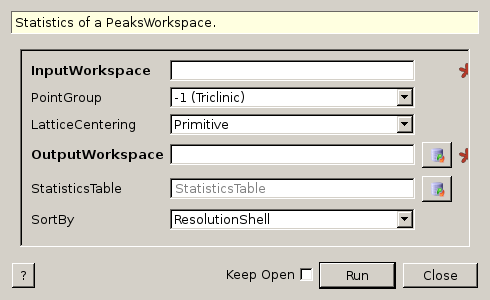 Statistics of a PeaksWorkspace.
InputWorkspace
PointGroup -1 (Triclinic)
LatticeCentering Primitive
OutputWorkspace
StatisticsTable StatisticsTable
SortBy ResolutionShell
? Keep Open Run Close